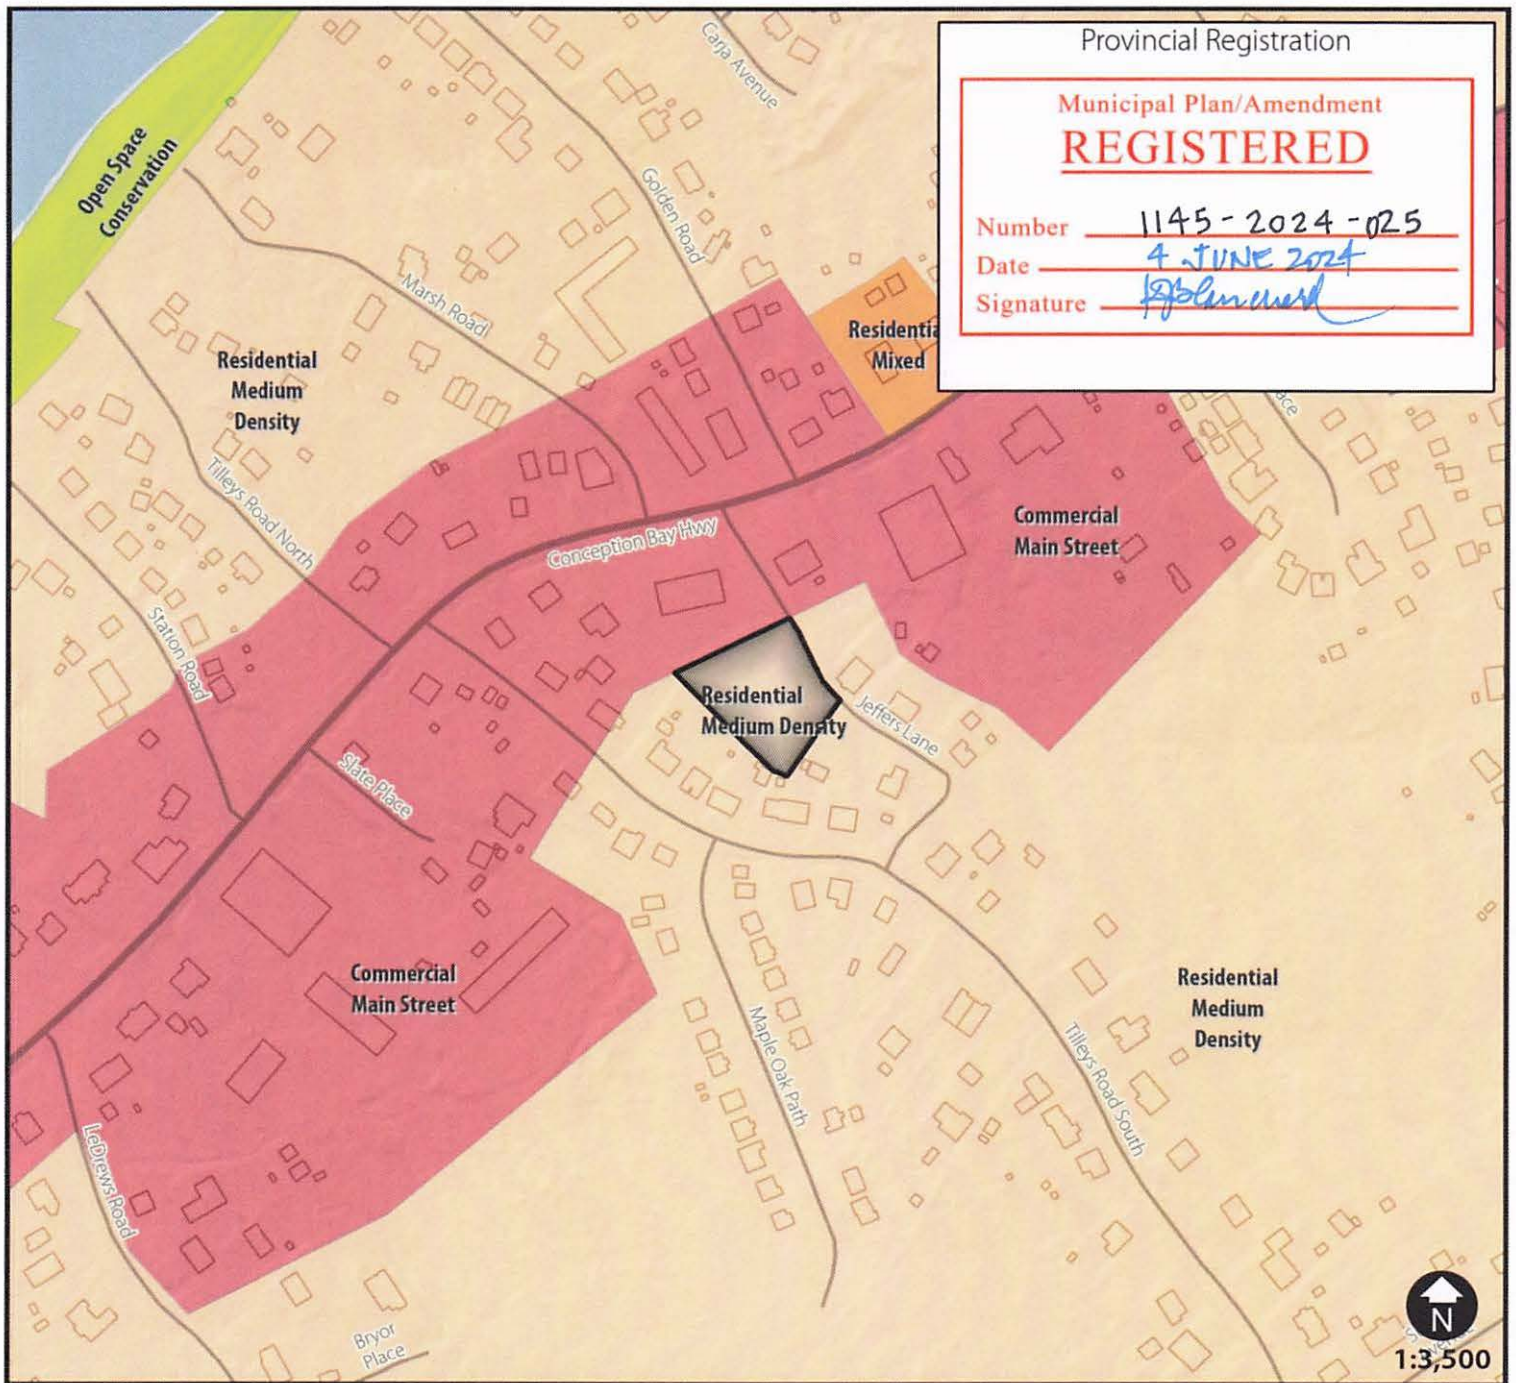 Provincial Registration
Municipal Plan/Amendment
REGISTERED
Number 1145-2024-025
Date 4 JUNE 2024
Signature
Carja Avenue
Open Space
Conservation
Golden Road
Marsh Road
Residential
Medium
Density
Residentia
Mixed
ace
Tilleys Road North
Conception Bay Hwy
Commercial
Main Street
Station Road
Residential
Medium Density
Jeffers Lane
Slate Place
Commercial
Main Street
Residential
Medium
Density
Maple Oak Path
Tilleys Road South
LeDrews Road
Bryor
Place
N
1:3,500